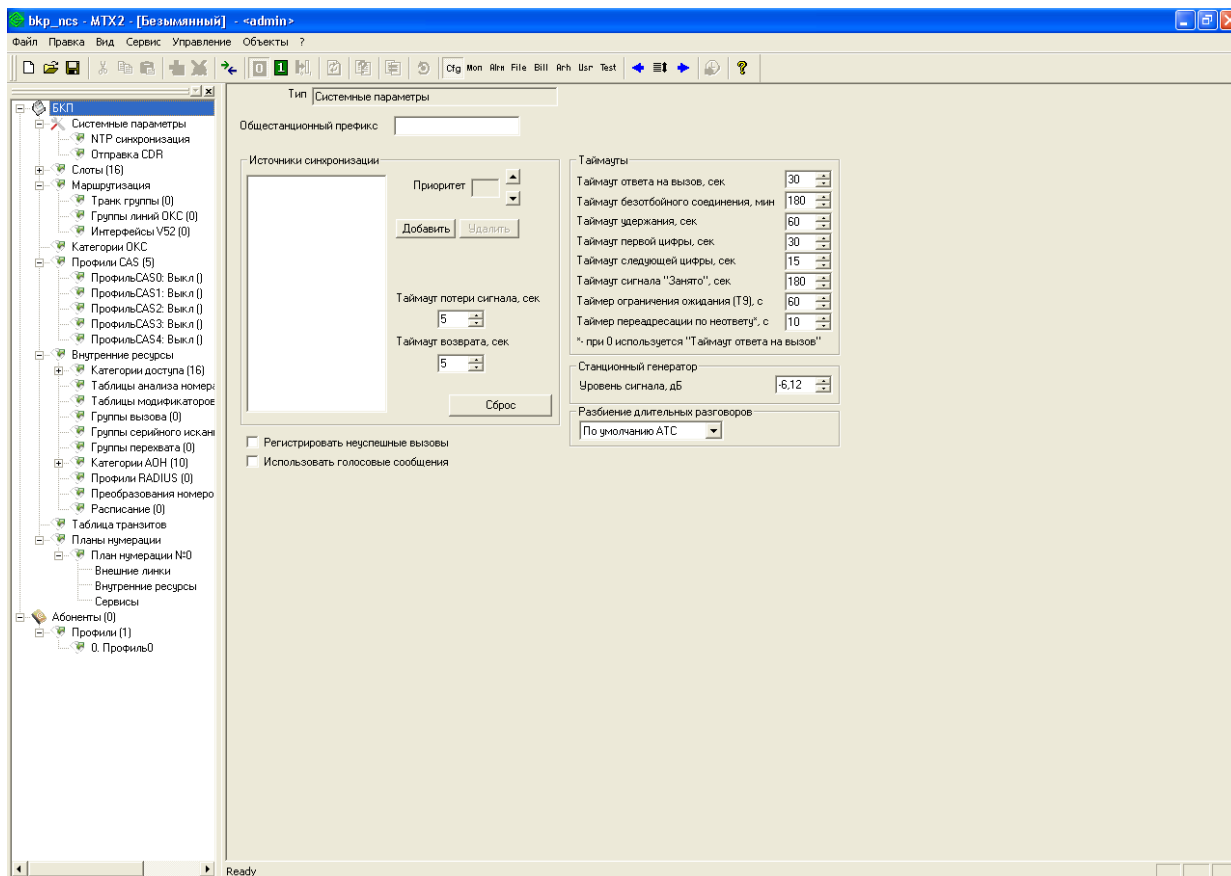 bkp_ncs - MTX2 - [Безымянный] - <admin>
Файл Правка Вид Сервис Управление Объекты ?
0 1 Cfg Mon Alrm File Bill Arh Usr Test ?
БКП
Системные параметры
NTP синхронизация
Отправка CDR
Слоты (16)
Маршрутизация
Транк группы (0)
Группы линий ОКС (0)
Интерфейсы V52 (0)
Категории ОКС
Профили CAS (5)
ПрофильCAS0: Выкл ()
ПрофильCAS1: Выкл ()
ПрофильCAS2: Выкл ()
ПрофильCAS3: Выкл ()
ПрофильCAS4: Выкл ()
Внутренние ресурсы
Категории доступа (16)
Таблицы анализа номера
Таблицы модификаторов
Группы вызова (0)
Группы серийного искани
Группы перехвата (0)
Категории АОН (10)
Профили RADIUS (0)
Преобразования номеро
Расписание (0)
Таблица транзитов
Планы нумерации
План нумерации №0
Внешние линки
Внутренние ресурсы
Сервисы
Абоненты (0)
Профили (1)
0. Профиль0
Тип Системные параметры
Общестанционный префикс
Источники синхронизации
Приоритет
Добавить Удалить
Таймаут потери сигнала, сек
5
Таймаут возврата, сек
5
Сброс
Регистрировать неуспешные вызовы
Использовать голосовые сообщения
Таймауты
Таймаут ответа на вызов, сек 30
Таймаут безотбойного соединения, мин 180
Таймаут удержания, сек 60
Таймаут первой цифры, сек 30
Таймаут следующей цифры, сек 15
Таймаут сигнала "Занято", сек 180
Таймер ограничения ожидания (T9), с 60
Таймер переадресации по неответу*, с 10
*- при 0 используется "Таймаут ответа на вызов"
Станционный генератор
Уровень сигнала, дБ -6,12
Разбиение длительных разговоров
По умолчанию АТС
Ready